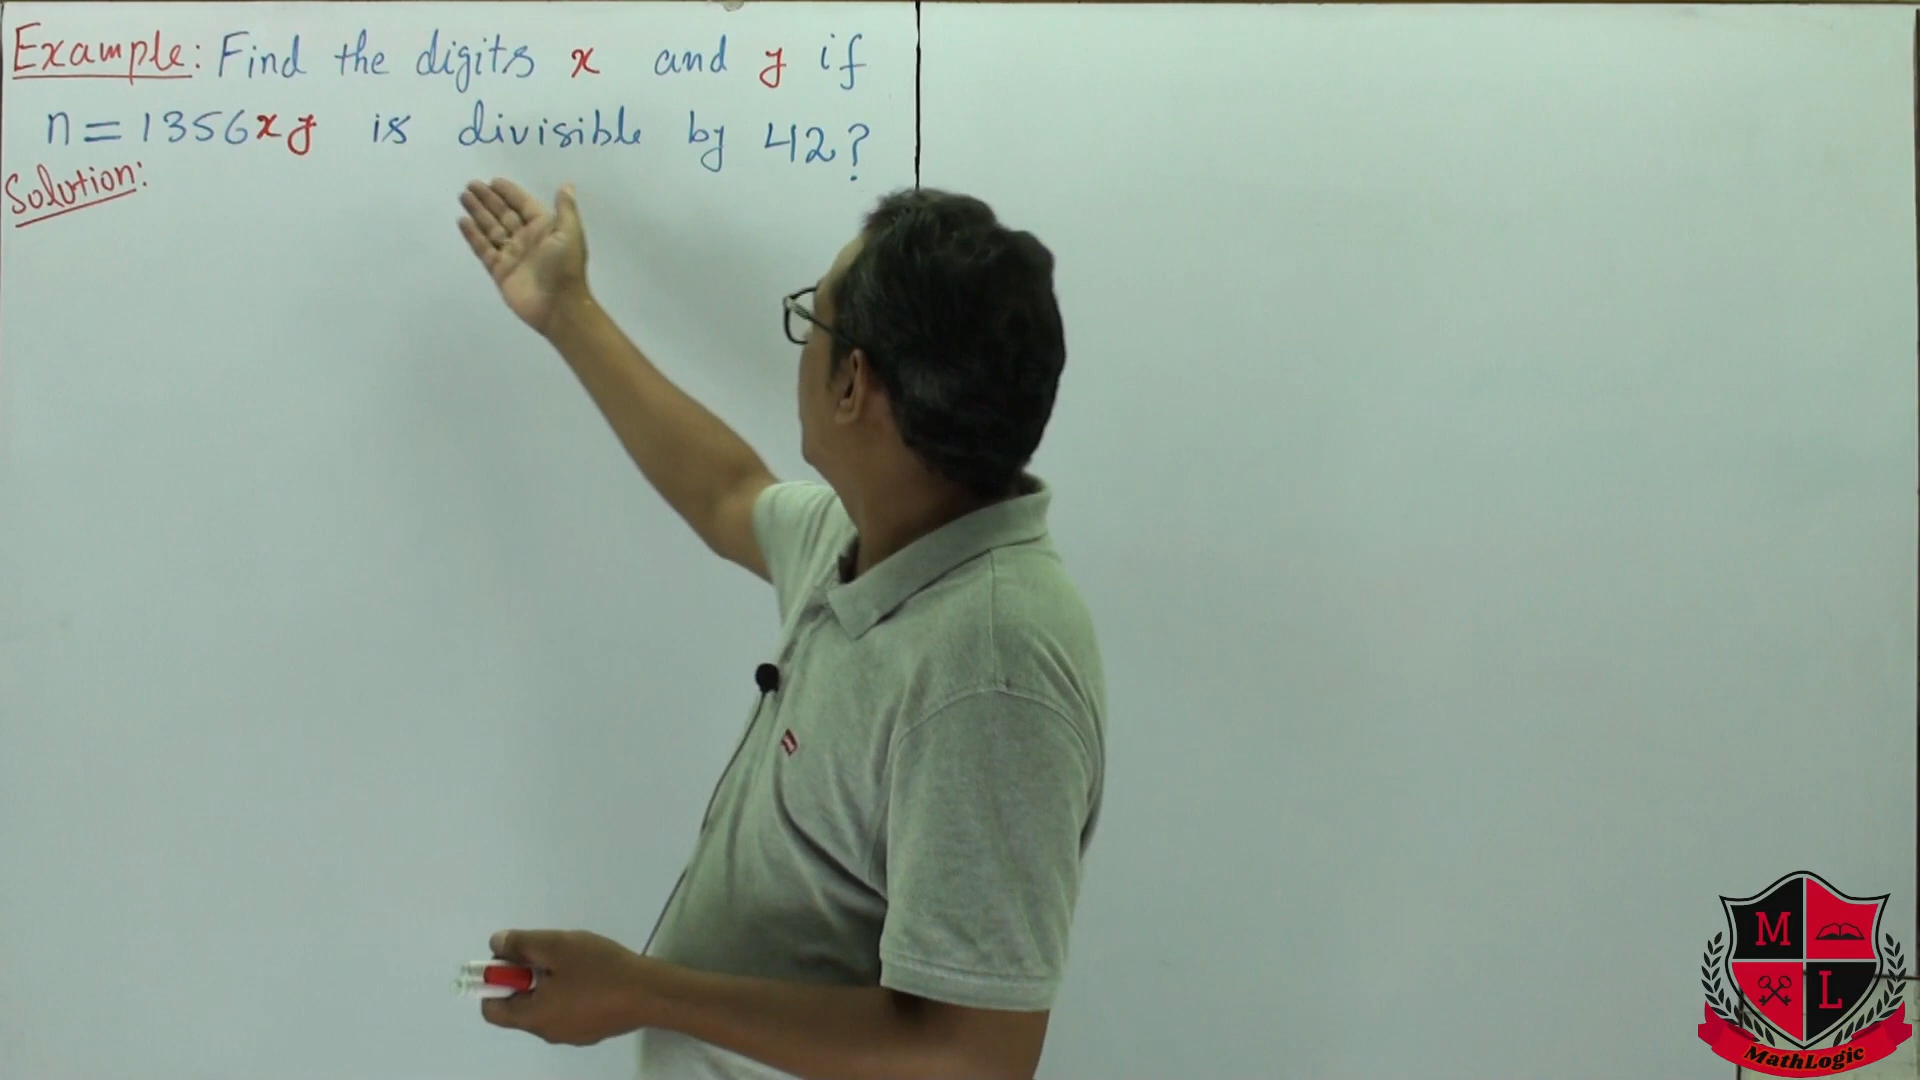 Example: Find the digits x and y if
n=1356xy is divisible by 42?
Solution:
M
L
MathLogic